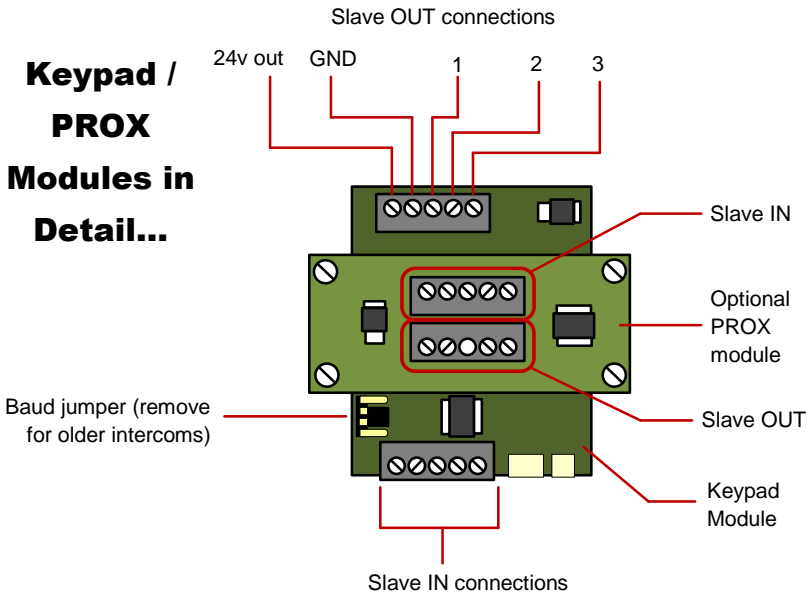 Slave OUT connections
24v out GND 1 2 3
Keypad /
PROX
Modules in
Detail...
Slave IN
Optional
PROX
module
Baud jumper (remove
for older intercoms)
Slave OUT
Keypad
Module
Slave IN connections